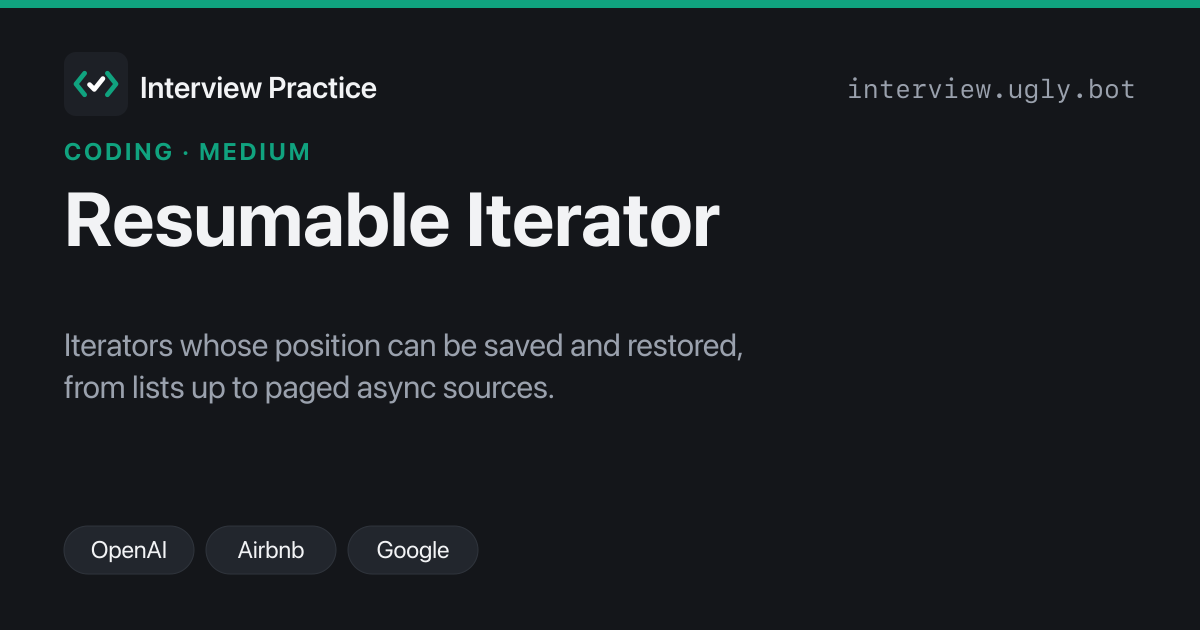 Interview Practice
interview.ugly.bot
CODING · MEDIUM
Resumable Iterator
Iterators whose position can be saved and restored,
from lists up to paged async sources.
OpenAI
Airbnb
Google